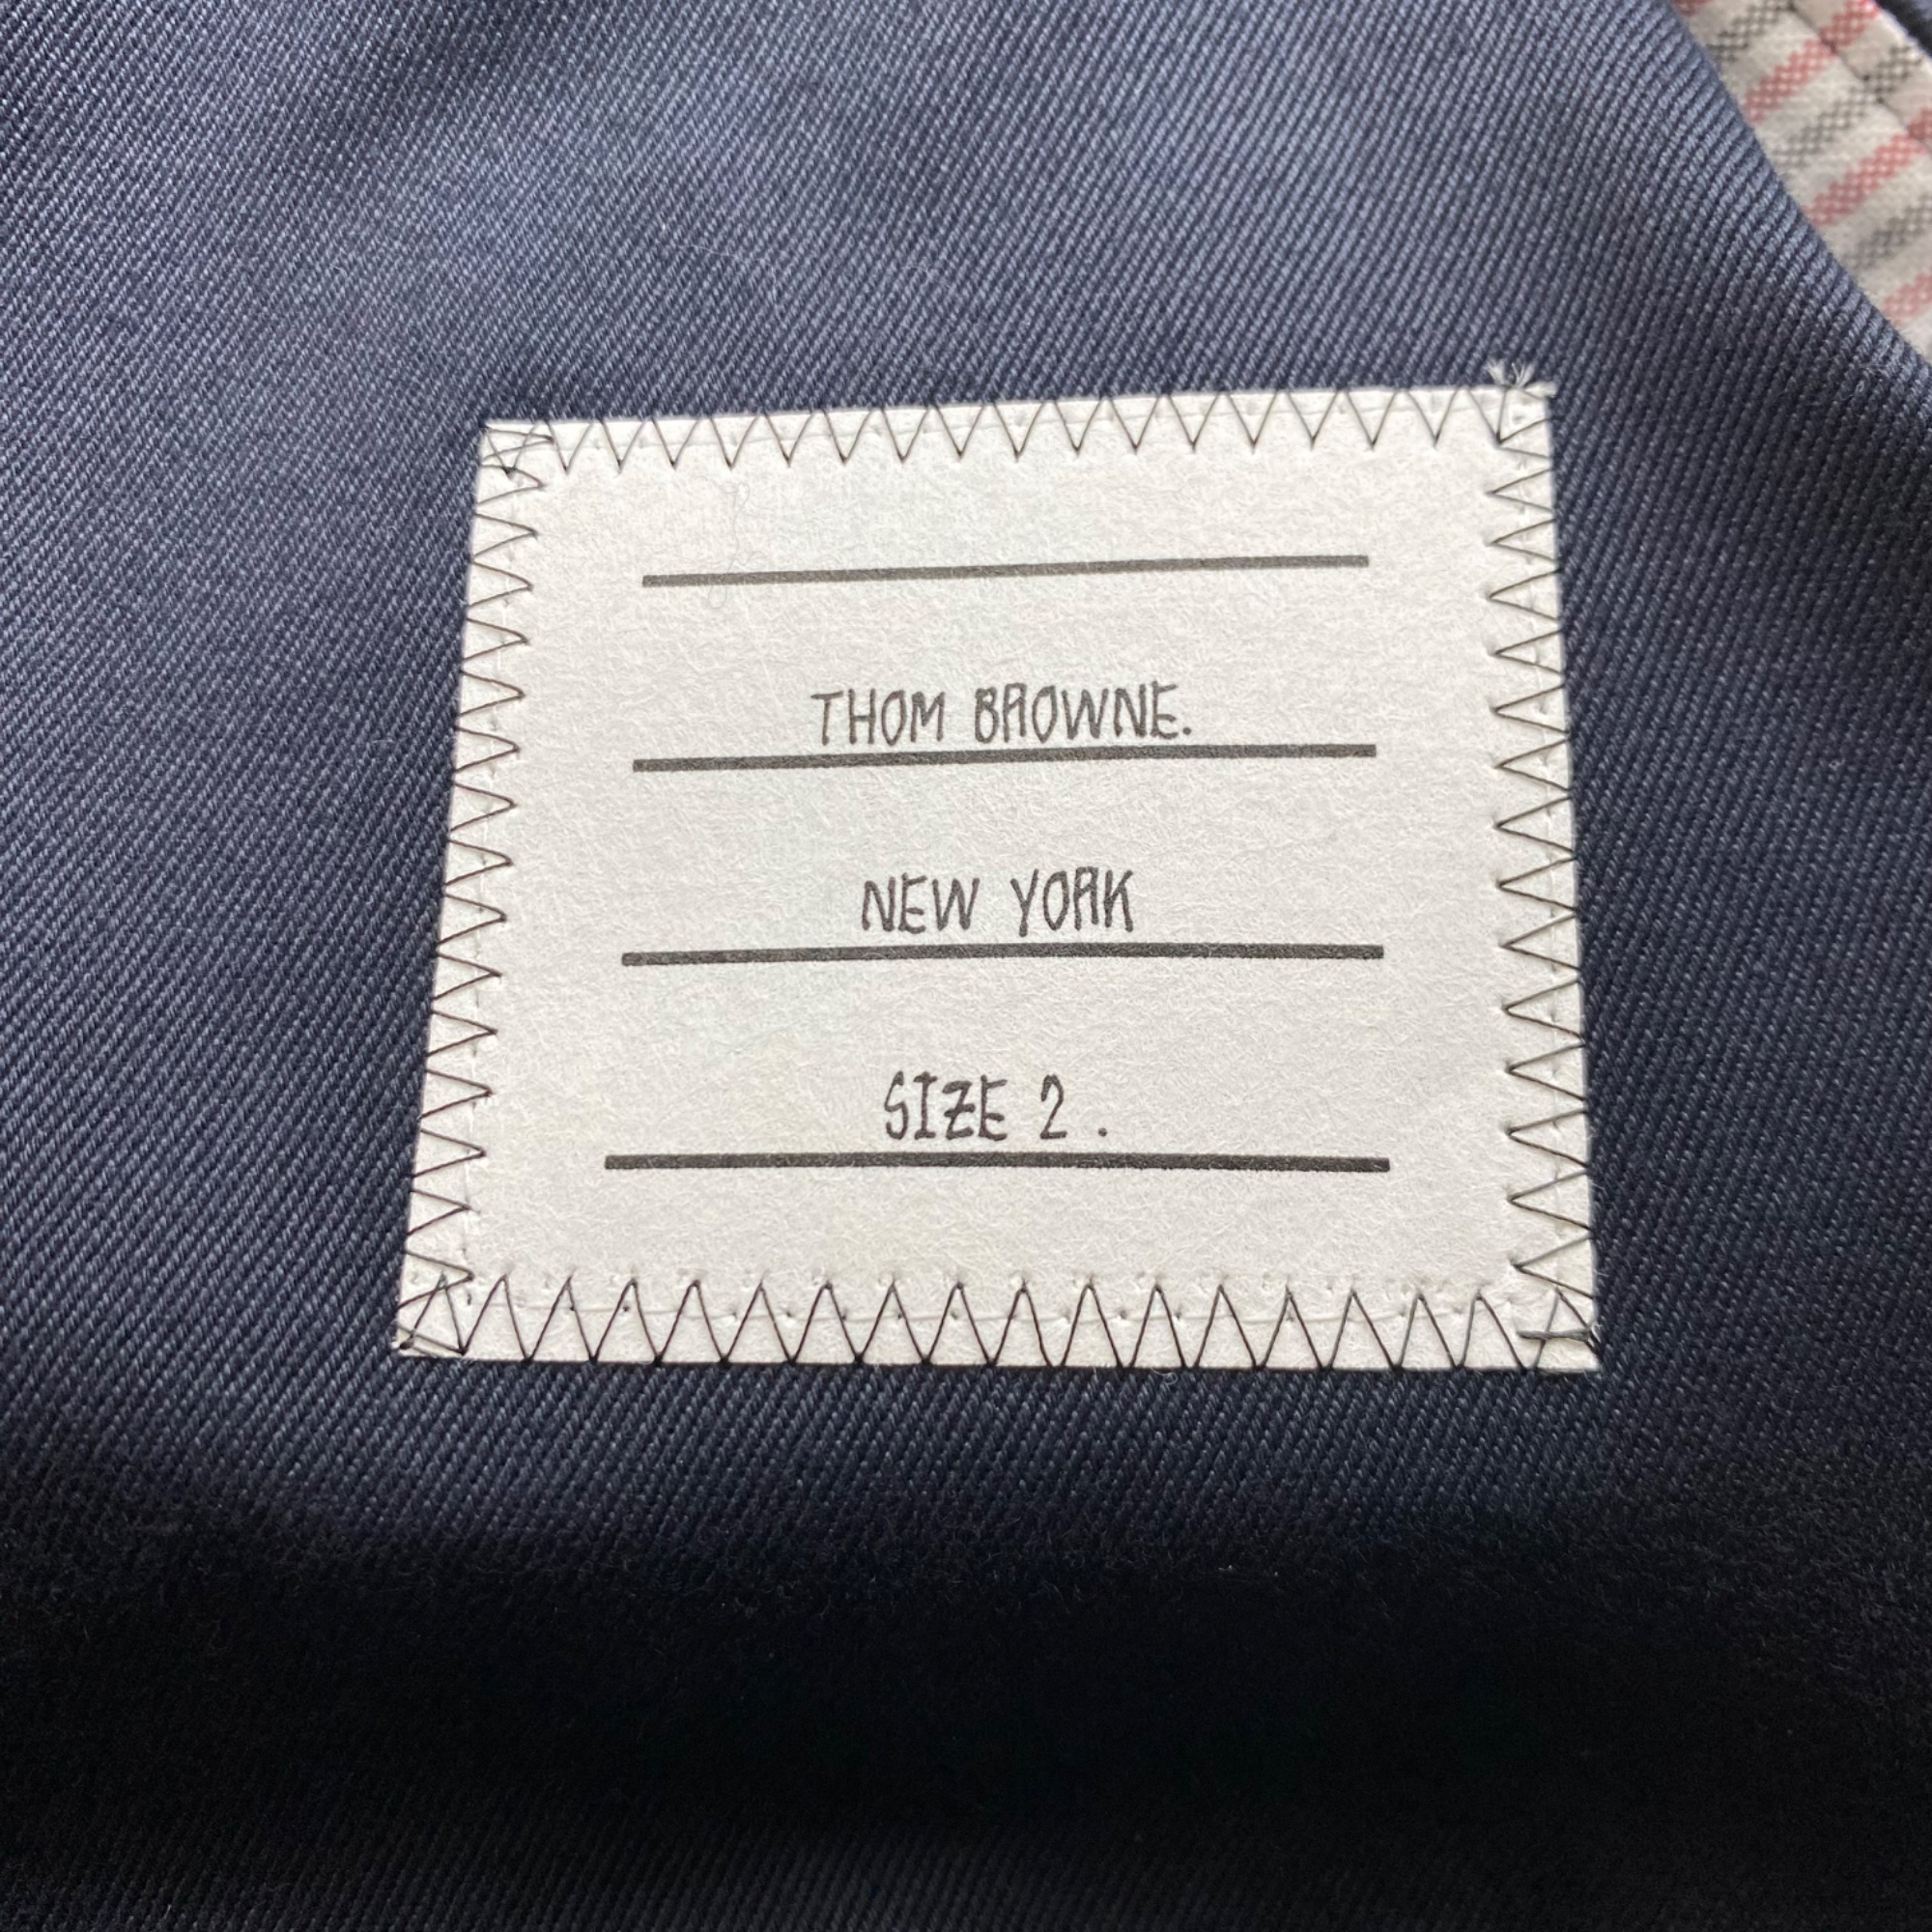 THOM BROWNE.
NEW YORK
SIZE 2 .